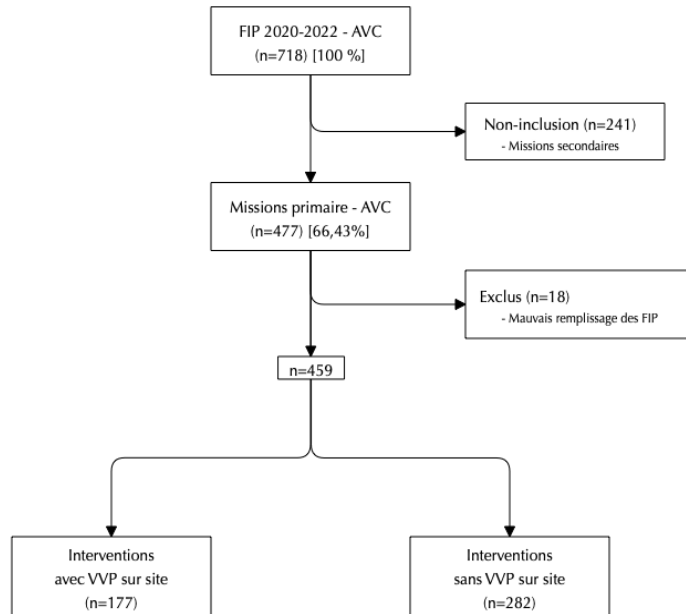 FIP 2020-2022 - AVC
(n=718) [100 %]
Non-inclusion (n=241)
- Missions secondaires
Missions primaire - AVC
(n=477) [66,43%]
Exclus (n=18)
- Mauvais remplissage des FIP
n=459
Interventions
avec VVP sur site
(n=177)
Interventions
sans VVP sur site
(n=282)